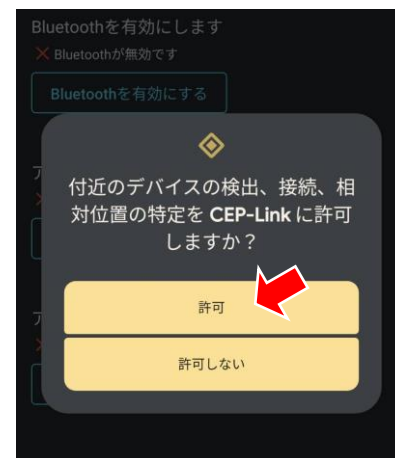 Bluetoothを有効にします
Bluetoothが無効です
Bluetoothを有効にする
付近のデバイスの検出、接続、相
対位置の特定を CEP-Link に許可
しますか？
許可
許可しない